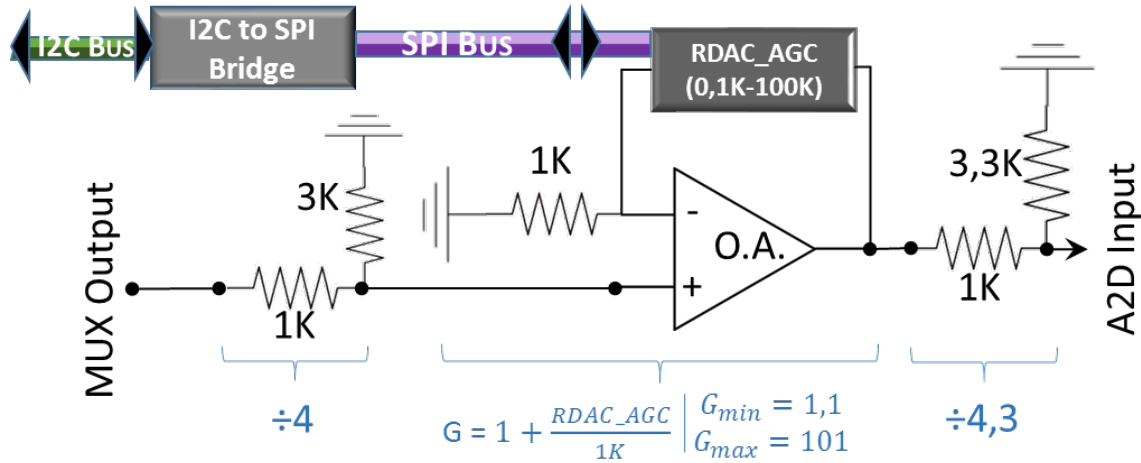 I2C BUS
I2C to SPI
Bridge
SPI BUS
RDAC_AGC
(0,1K-100K)
MUX Output
1K
3K
1K
-
+
O.A.
1K
3,3K
A2D Input
÷4
G = 1 + RDAC_AGC/1K | G_min = 1,1
G_max = 101
÷4,3